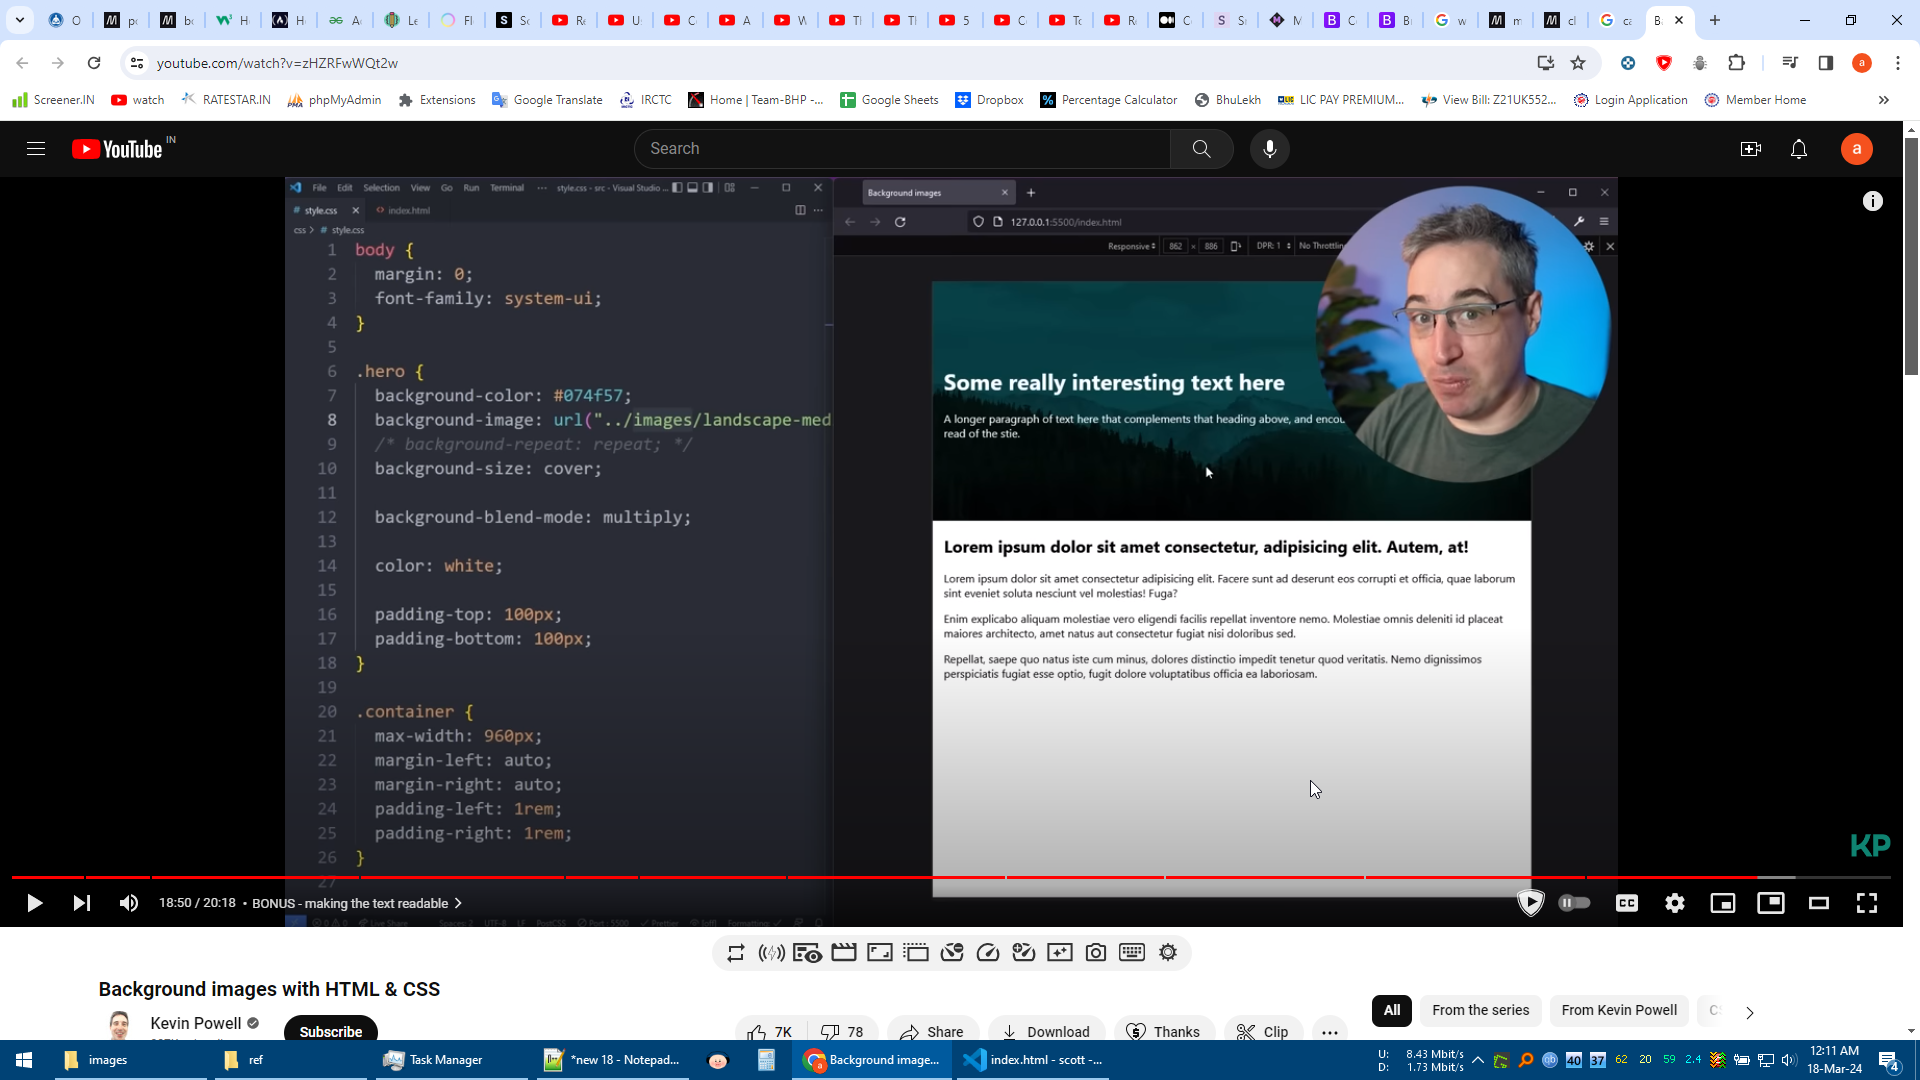 youtube.com/watch?v=zHZRFwWQt2w
Screener.IN
watch
RATESTAR.IN
phpMyAdmin
Extensions
Google Translate
IRCTC
Home | Team-BHP -...
Google Sheets
Dropbox
Percentage Calculator
BhuLekh
LIC PAY PREMIUM...
View Bill: Z21UK552...
Login Application
Member Home
YouTube IN
Search
a
File Edit Selection View Go Run Terminal ... style.css - src - Visual Studio ...
# style.css
index.html
css > # style.css
1 body {
2 margin: 0;
3 font-family: system-ui;
4 }
5
6 .hero {
7 background-color: #074f57;
8 background-image: url("../images/landscape-med
9 /* background-repeat: repeat; */
10 background-size: cover;
11
12 background-blend-mode: multiply;
13
14 color: white;
15
16 padding-top: 100px;
17 padding-bottom: 100px;
18 }
19
20 .container {
21 max-width: 960px;
22 margin-left: auto;
23 margin-right: auto;
24 padding-left: 1rem;
25 padding-right: 1rem;
26 }
27
Background images
127.0.0.1:5500/index.html
Responsive 862 × 886 DPR: 1 No Throttlin
Some really interesting text here
A longer paragraph of text here that complements that heading above, and encou
read of the stie.
Lorem ipsum dolor sit amet consectetur, adipisicing elit. Autem, at!
Lorem ipsum dolor sit amet consectetur adipisicing elit. Facere sunt ad deserunt eos corrupti et officia, quae laborum
sint eveniet soluta nesciunt vel molestias! Fuga?
Enim explicabo aliquam molestiae vero eligendi facilis repellat inventore nemo. Molestiae omnis deleniti id placeat
maiores architecto, amet natus aut consectetur fugiat nisi doloribus sed.
Repellat, saepe quo natus iste cum minus, dolores distinctio impedit tenetur quod veritatis. Nemo dignissimos
perspiciatis fugiat esse optio, fugit dolore voluptatibus officia ea laboriosam.
KP
18:50 / 20:18 • BONUS - making the text readable
Background images with HTML & CSS
Kevin Powell
Subscribe
7K
78
Share
Download
Thanks
Clip
All
From the series
From Kevin Powell
images
ref
Task Manager
*new 18 - Notepad...
Background image...
index.html - scott -...
U: 8.43 Mbit/s
D: 1.73 Mbit/s
40 37 62 20 59 2.4
12:11 AM
18-Mar-24
4